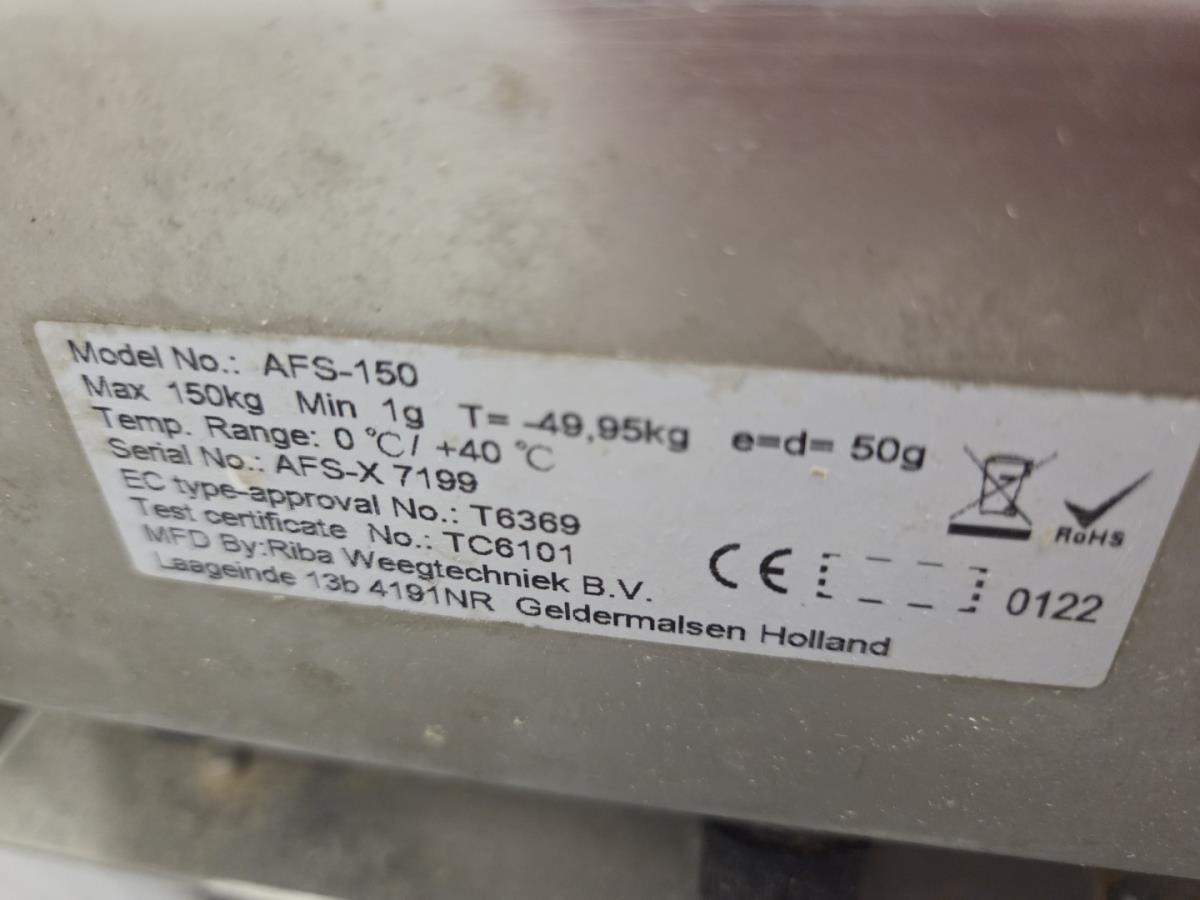 Model No.: AFS-150
Max 150kg Min 1g T= -49,95kg e=d= 50g
Temp. Range: 0 °C/ +40 °C
Serial No.: AFS-X 7199
EC type-approval No.: T6369
Test certificate No.: TC6101
MFD By:Riba Weegtechniek B.V.
Laageinde 13b 4191NR Geldermalsen Holland
RoHS
CE 0122